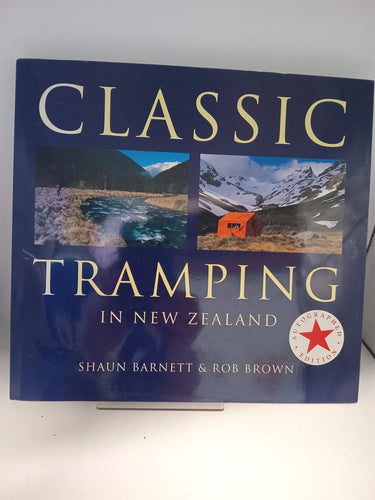 CLASSIC
TRAMPING
IN NEW ZEALAND
AUTOGRAPHED
EDITION
SHAUN BARNETT & ROB BROWN